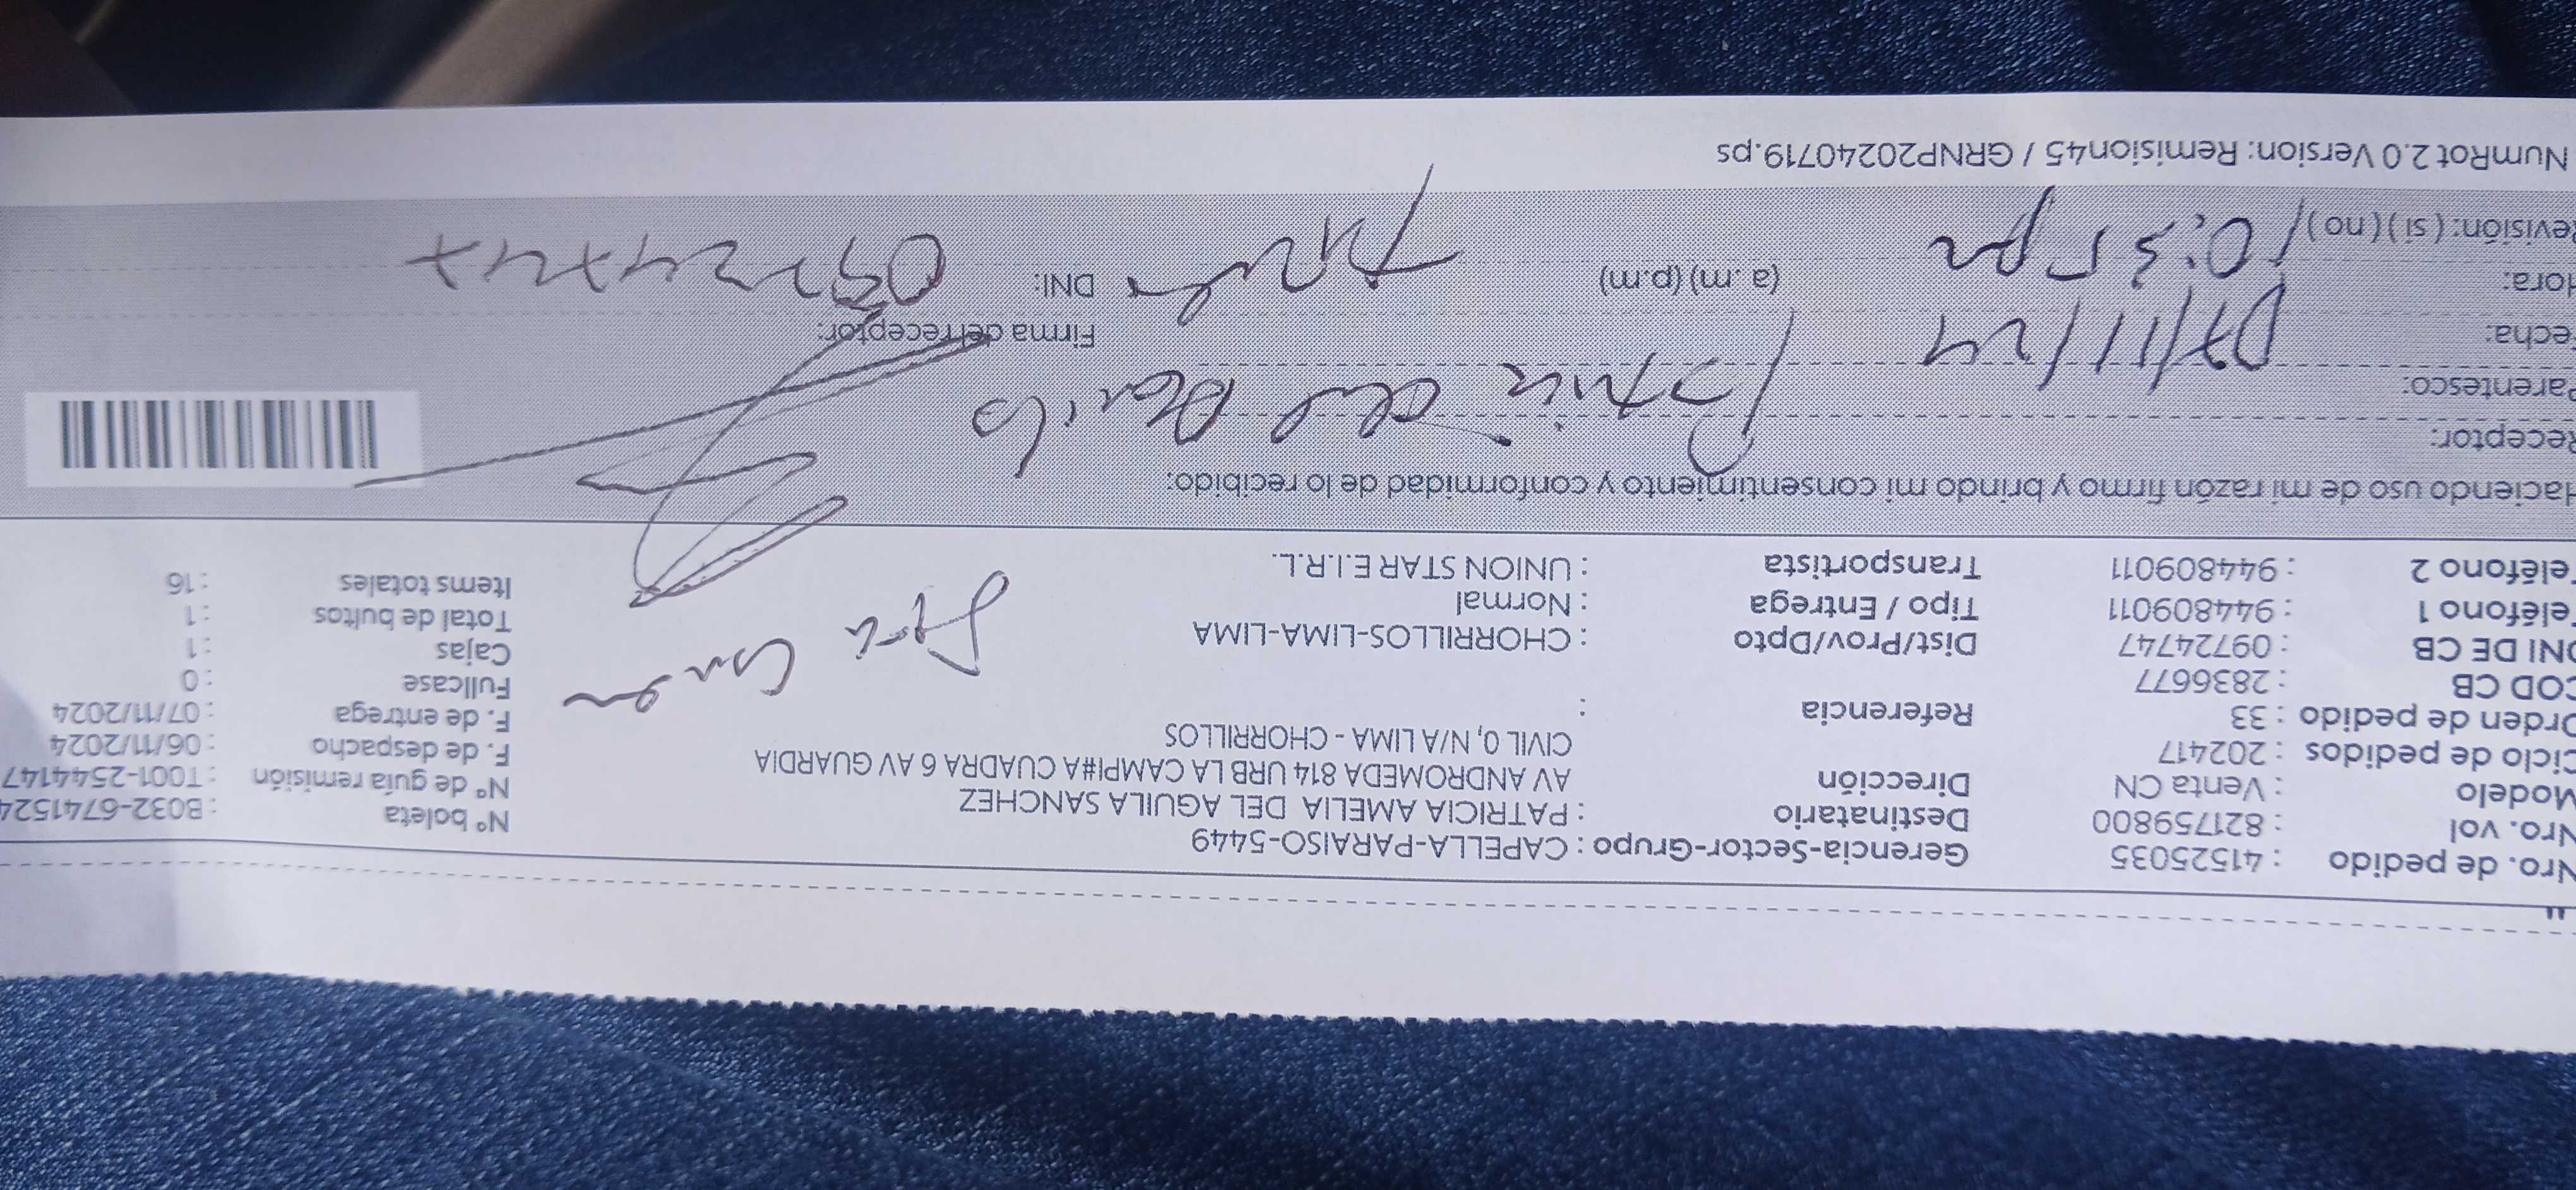 Nro. de pedido : 41525035 Gerencia-Sector-Grupo : CAPELLA-PARAISO-5449 N° boleta : B032-6741524
Nro. vol : 821759800 Destinatario : PATRICIA AMELIA DEL AGUILA SANCHEZ N° de guía remisión : T001-2544147
Modelo : Venta CN Dirección AV ANDROMEDA 814 URB LA CAMPI#A CUADRA 6 AV GUARDIA F. de despacho : 06/11/2024
Ciclo de pedidos : 202417 CIVIL 0, N/A LIMA - CHORRILLOS F. de entrega : 07/11/2024
Orden de pedido : 33 Referencia : Fullcase : 0
COD CB : 2836677 Cajas : 1
DNI DE CB : 09724747 Dist/Prov/Dpto : CHORRILLOS-LIMA-LIMA Total de bultos : 1
Teléfono 1 : 944809011 Tipo / Entrega : Normal Items totales : 16
Teléfono 2 : 944809011 Transportista : UNION STAR E.I.R.L.
Haciendo uso de mi razón firmo y brindo mi consentimiento y conformidad de lo recibido:
Receptor:
Parentesco:
Fecha: 07/11/24 Firma del receptor:
Hora: (a. m) (p.m) DNI: 09724747
Revisión: ( si ) ( no )
NumRot 2.0 Version: Remision45 / GRNP20240719.ps